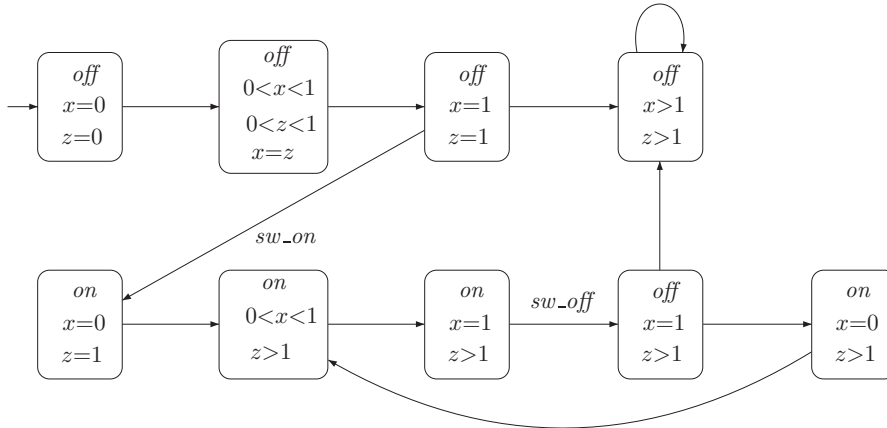 off
x=0
z=0
off
0<x<1
0<z<1
x=z
off
x=1
z=1
off
x>1
z>1
sw_on
on
x=0
z=1
on
0<x<1
z>1
on
x=1
z>1
sw_off
off
x=1
z>1
on
x=0
z>1